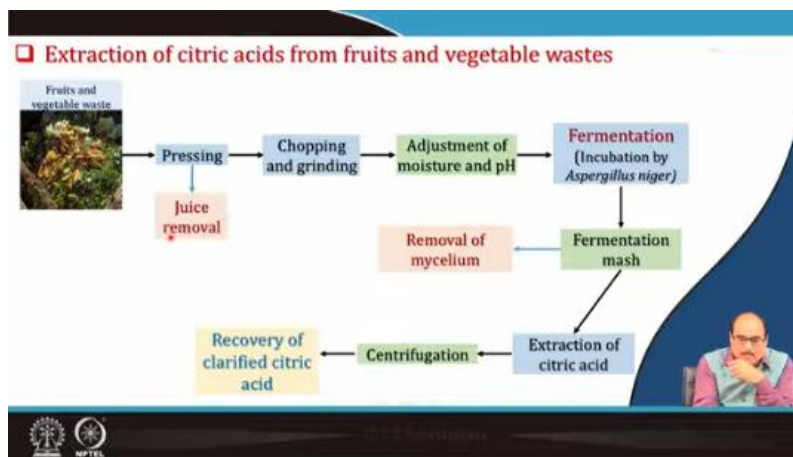 Extraction of citric acids from fruits and vegetable wastes
Fruits and
vegetable waste
Pressing
Chopping
and grinding
Adjustment of
moisture and pH
Fermentation
(Incubation by
Aspergillus niger)
Juice
removal
Removal of
mycelium
Fermentation
mash
Recovery of
clarified citric
acid
Centrifugation
Extraction of
citric acid
NPTEL